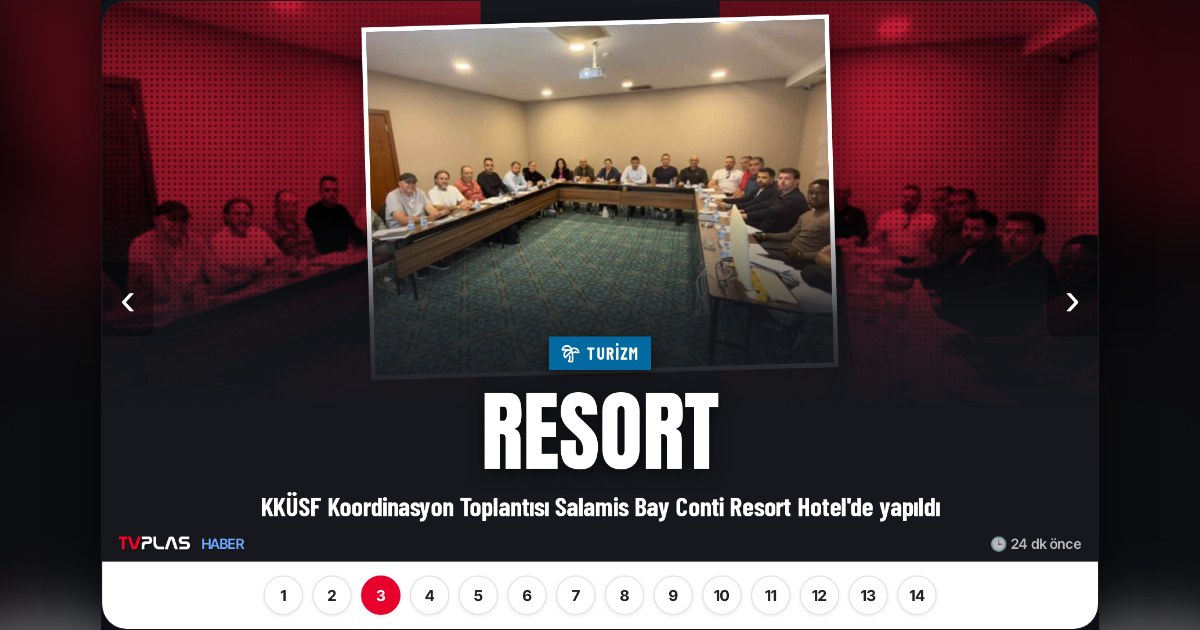 TURİZM
RESORT
KKÜSF Koordinasyon Toplantısı Salamis Bay Conti Resort Hotel'de yapıldı
TVPLAS HABER
24 dk önce
1 2 3 4 5 6 7 8 9 10 11 12 13 14